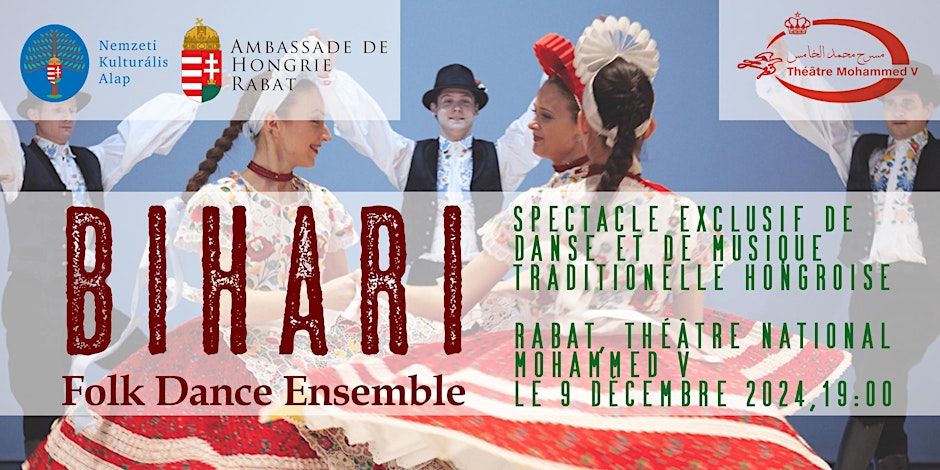 Nemzeti
Kulturális
Alap
AMBASSADE DE
HONGRIE
RABAT
مسرح محمد الخامس
Théâtre Mohammed V
BIHARI
Folk Dance Ensemble
SPECTACLE EXCLUSIF DE
DANSE ET DE MUSIQUE
TRADITIONELLE HONGROISE
RABAT, THÉÂTRE NATIONAL
MOHAMMED V
LE 9 DÉCEMBRE 2024,19:00